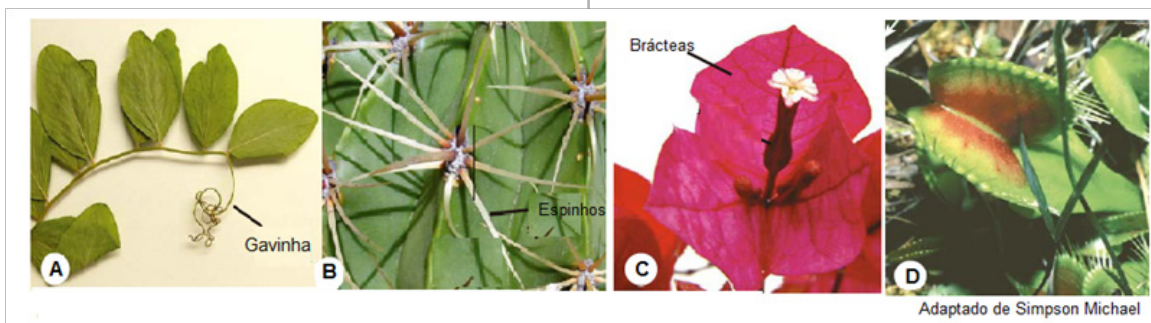 Gavinha
A
Espinhos
B
Brácteas
C
D
Adaptado de Simpson Michael